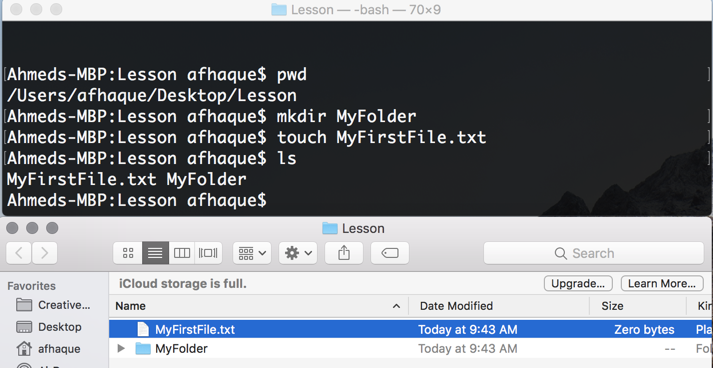 Lesson — -bash — 70×9
[Ahmeds-MBP:Lesson afhaque$ pwd ]
/Users/afhaque/Desktop/Lesson
[Ahmeds-MBP:Lesson afhaque$ mkdir MyFolder ]
[Ahmeds-MBP:Lesson afhaque$ touch MyFirstFile.txt ]
[Ahmeds-MBP:Lesson afhaque$ ls ]
MyFirstFile.txt MyFolder
Ahmeds-MBP:Lesson afhaque$
Lesson
Search
Favorites
Creative...
Desktop
afhaque
iCloud storage is full. Upgrade... Learn More...
Name Date Modified Size
MyFirstFile.txt Today at 9:43 AM Zero bytes
MyFolder Today at 9:43 AM --